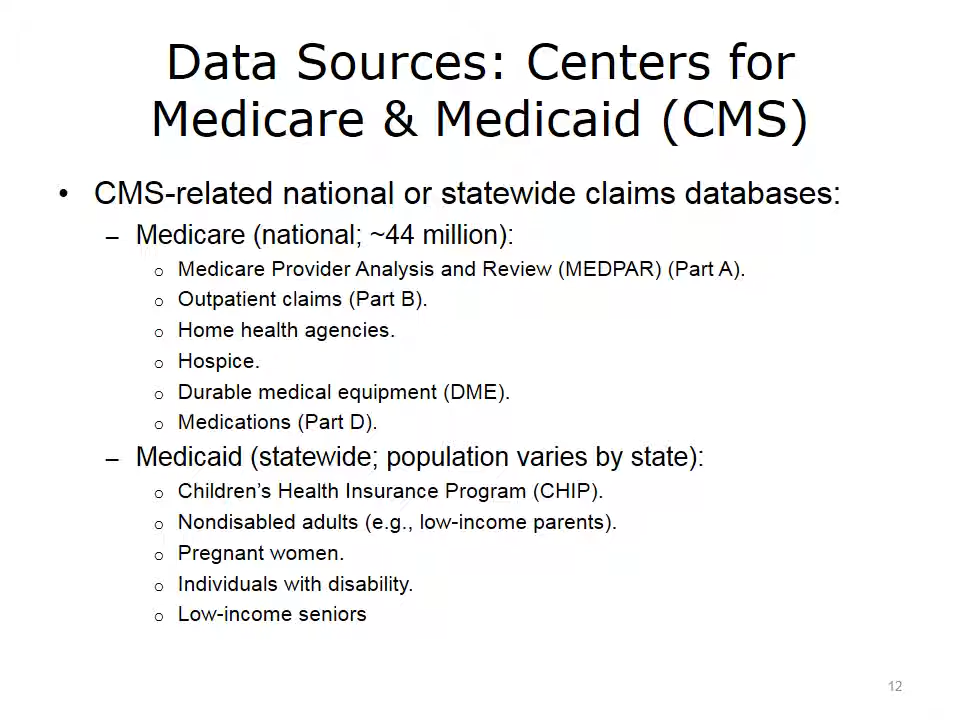 Data Sources: Centers for
Medicare & Medicaid (CMS)
• CMS-related national or statewide claims databases:
– Medicare (national; ~44 million):
o Medicare Provider Analysis and Review (MEDPAR) (Part A).
o Outpatient claims (Part B).
o Home health agencies.
o Hospice.
o Durable medical equipment (DME).
o Medications (Part D).
– Medicaid (statewide; population varies by state):
o Children’s Health Insurance Program (CHIP).
o Nondisabled adults (e.g., low-income parents).
o Pregnant women.
o Individuals with disability.
o Low-income seniors
12